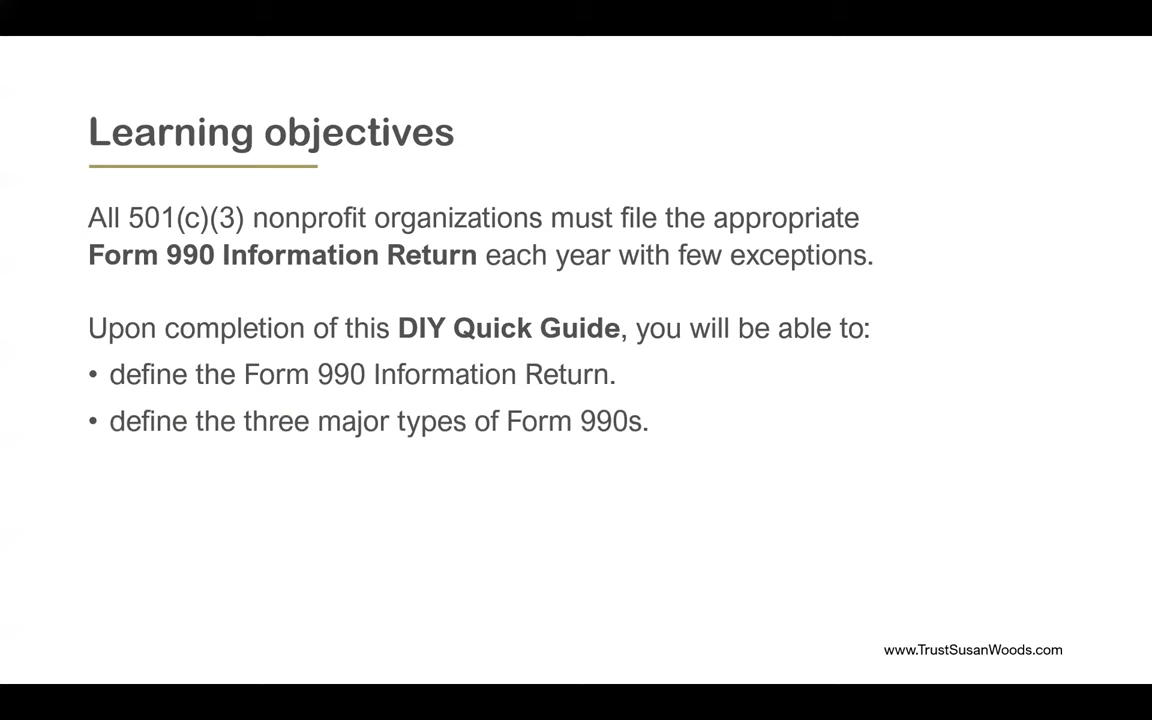 Learning objectives
All 501(c)(3) nonprofit organizations must file the appropriate
Form 990 Information Return each year with few exceptions.
Upon completion of this DIY Quick Guide, you will be able to:
• define the Form 990 Information Return.
• define the three major types of Form 990s.
www.TrustSusanWoods.com